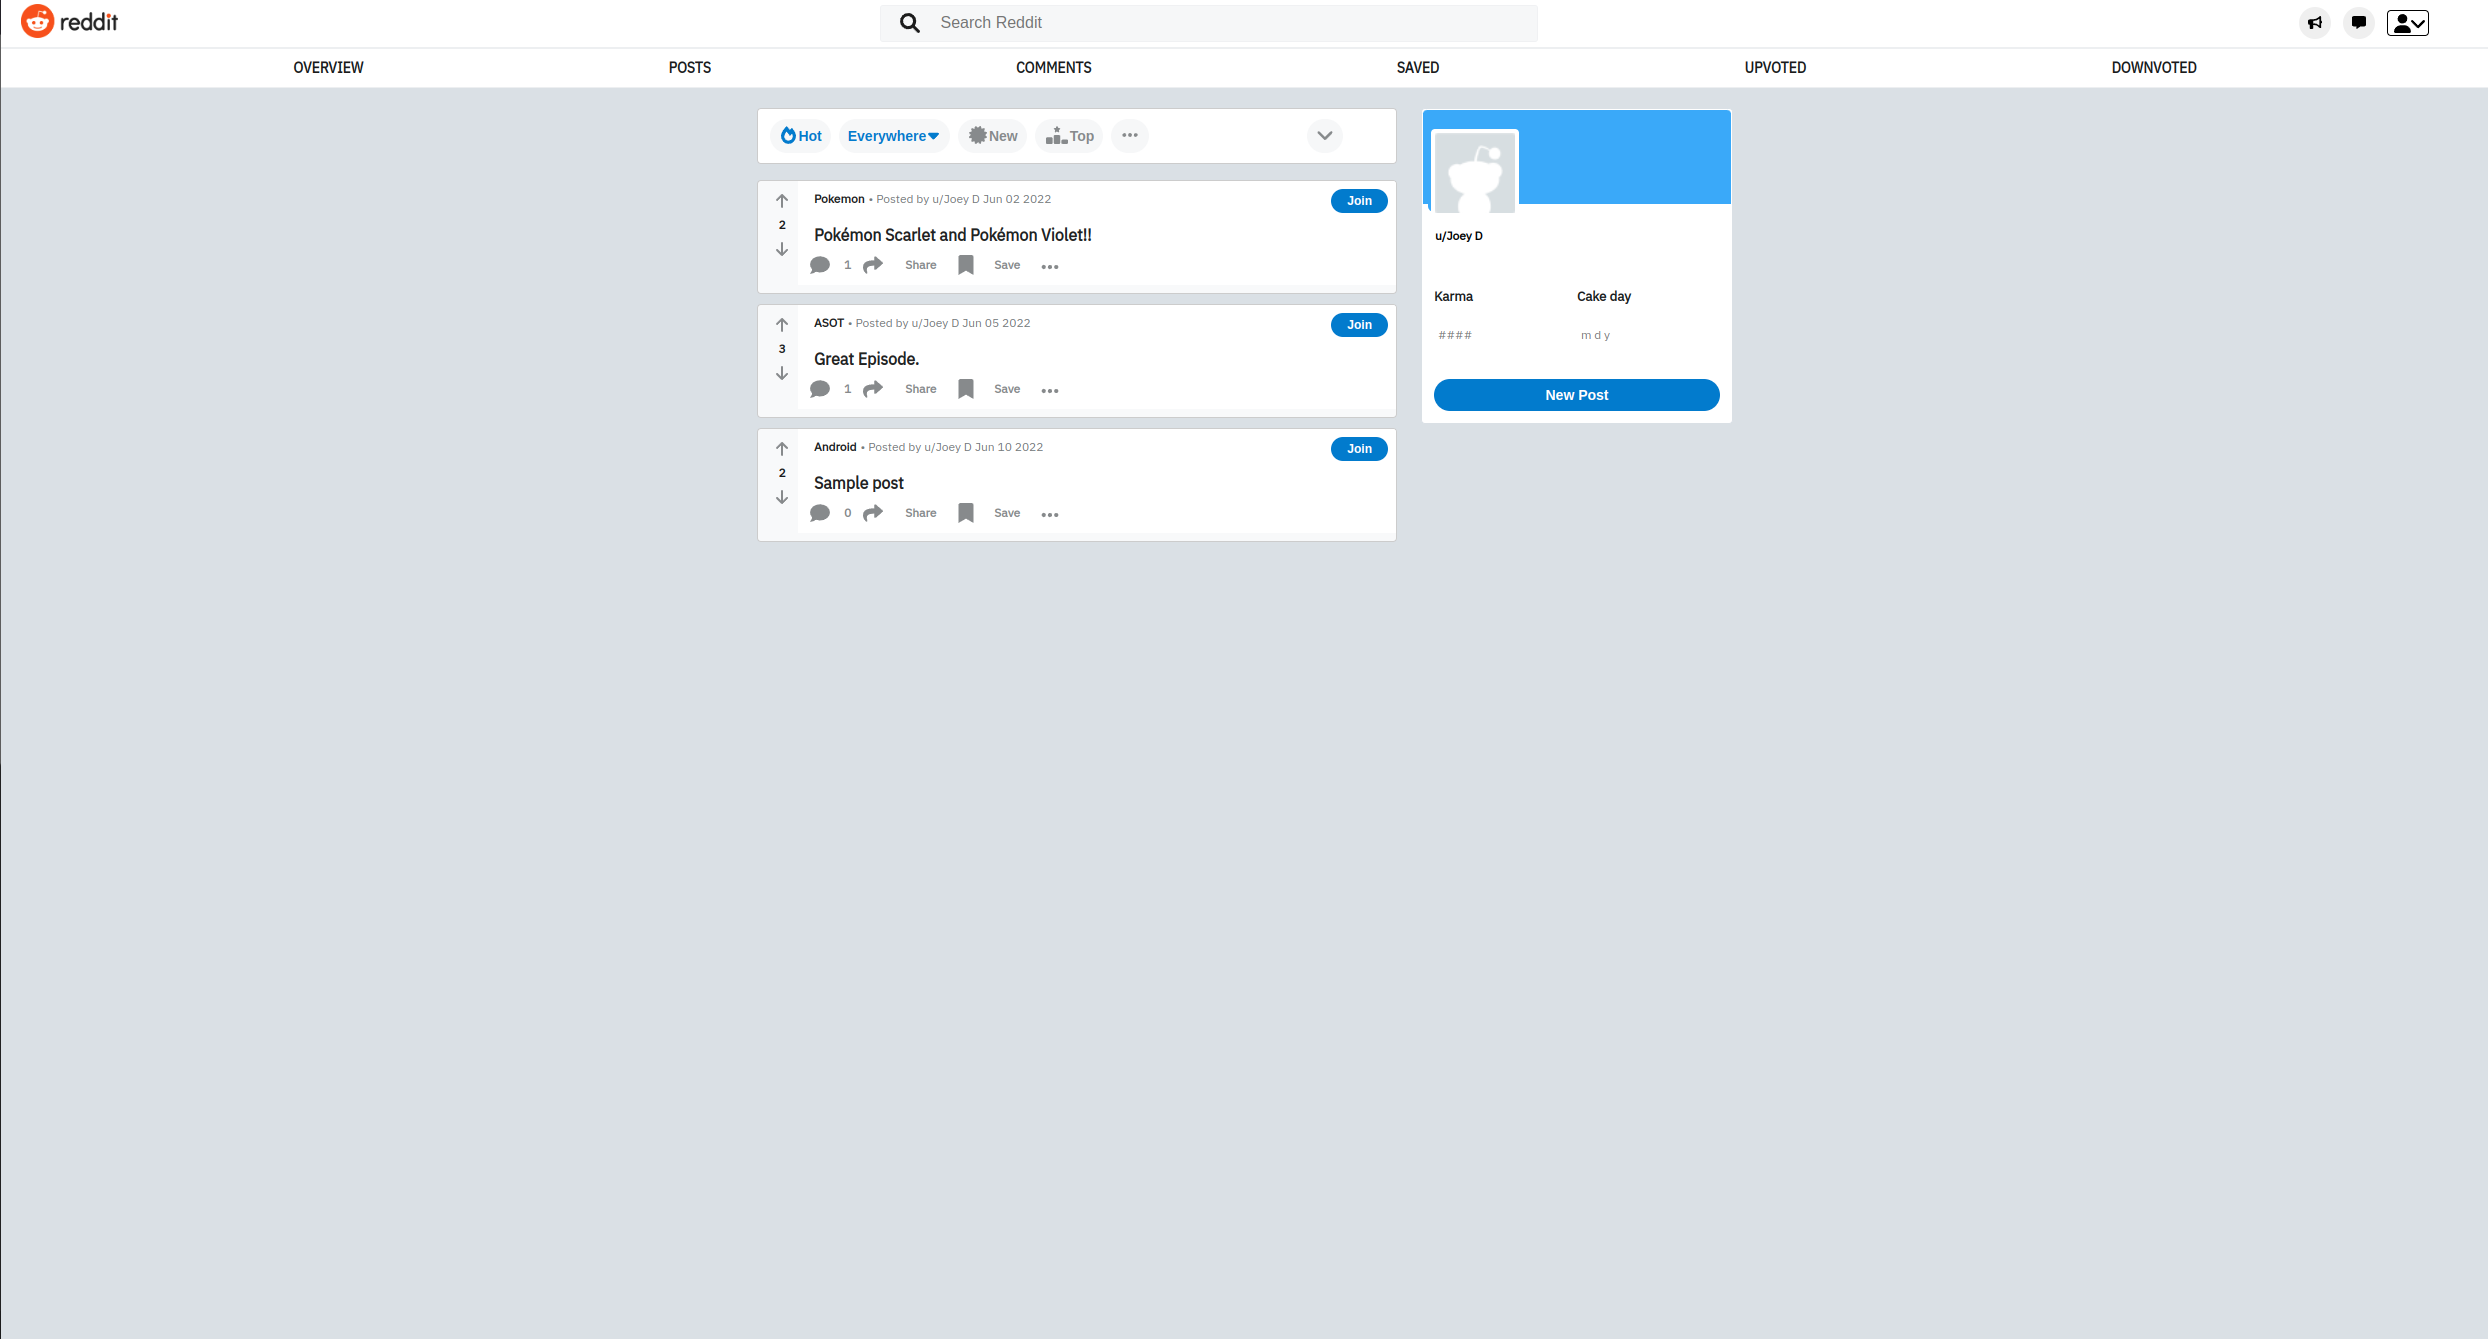 reddit
Search Reddit
OVERVIEW POSTS COMMENTS SAVED UPVOTED DOWNVOTED
Hot Everywhere New Top
Pokemon • Posted by u/Joey D Jun 02 2022 Join
2
Pokémon Scarlet and Pokémon Violet!!
1 Share Save
ASOT • Posted by u/Joey D Jun 05 2022 Join
3
Great Episode.
1 Share Save
Android • Posted by u/Joey D Jun 10 2022 Join
2
Sample post
0 Share Save
u/Joey D
Karma Cake day
#### m d y
New Post